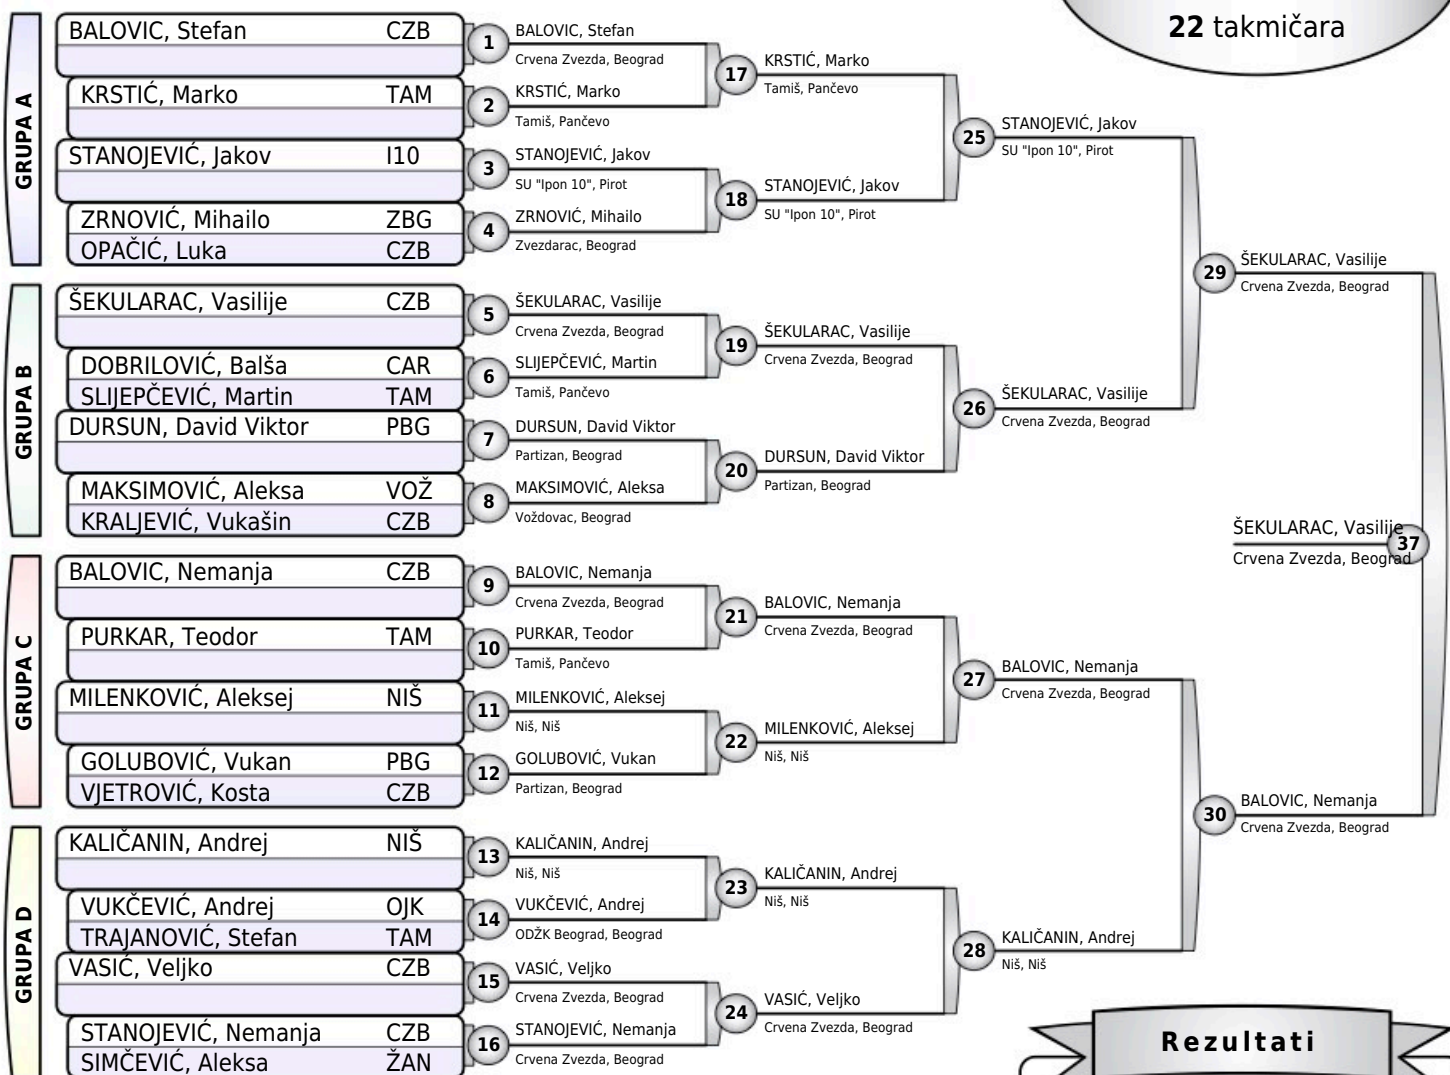 22 takmičara
GRUPA A
BALOVIC, Stefan CZB
KRSTIĆ, Marko TAM
STANOJEVIĆ, Jakov I10
ZRNOVIĆ, Mihailo ZBG
OPAČIĆ, Luka CZB
GRUPA B
ŠEKULARAC, Vasilije CZB
DOBRILOVIĆ, Balša CAR
SLIJEPČEVIĆ, Martin TAM
DURSUN, David Viktor PBG
MAKSIMOVIĆ, Aleksa VOŽ
KRALJEVIĆ, Vukašin CZB
GRUPA C
BALOVIC, Nemanja CZB
PURKAR, Teodor TAM
MILENKOVIĆ, Aleksej NIŠ
GOLUBOVIĆ, Vukan PBG
VJETROVIĆ, Kosta CZB
GRUPA D
KALIČANIN, Andrej NIŠ
VUKČEVIĆ, Andrej OJK
TRAJANOVIĆ, Stefan TAM
VASIĆ, Veljko CZB
STANOJEVIĆ, Nemanja CZB
SIMČEVIĆ, Aleksa ŽAN
1
BALOVIC, Stefan
Crvena Zvezda, Beograd
2
KRSTIĆ, Marko
Tamiš, Pančevo
3
STANOJEVIĆ, Jakov
SU "Ipon 10", Pirot
4
ZRNOVIĆ, Mihailo
Zvezdarac, Beograd
5
ŠEKULARAC, Vasilije
Crvena Zvezda, Beograd
6
SLIJEPČEVIĆ, Martin
Tamiš, Pančevo
7
DURSUN, David Viktor
Partizan, Beograd
8
MAKSIMOVIĆ, Aleksa
Voždovac, Beograd
9
BALOVIC, Nemanja
Crvena Zvezda, Beograd
10
PURKAR, Teodor
Tamiš, Pančevo
11
MILENKOVIĆ, Aleksej
Niš, Niš
12
GOLUBOVIĆ, Vukan
Partizan, Beograd
13
KALIČANIN, Andrej
Niš, Niš
14
VUKČEVIĆ, Andrej
ODŽK Beograd, Beograd
15
VASIĆ, Veljko
Crvena Zvezda, Beograd
16
STANOJEVIĆ, Nemanja
Crvena Zvezda, Beograd
17
KRSTIĆ, Marko
Tamiš, Pančevo
18
STANOJEVIĆ, Jakov
SU "Ipon 10", Pirot
19
ŠEKULARAC, Vasilije
Crvena Zvezda, Beograd
20
DURSUN, David Viktor
Partizan, Beograd
21
BALOVIC, Nemanja
Crvena Zvezda, Beograd
22
MILENKOVIĆ, Aleksej
Niš, Niš
23
KALIČANIN, Andrej
Niš, Niš
24
VASIĆ, Veljko
Crvena Zvezda, Beograd
25
STANOJEVIĆ, Jakov
SU "Ipon 10", Pirot
26
ŠEKULARAC, Vasilije
Crvena Zvezda, Beograd
27
BALOVIC, Nemanja
Crvena Zvezda, Beograd
28
KALIČANIN, Andrej
Niš, Niš
29
ŠEKULARAC, Vasilije
Crvena Zvezda, Beograd
30
BALOVIC, Nemanja
Crvena Zvezda, Beograd
ŠEKULARAC, Vasilije
37
Crvena Zvezda, Beograd
Rezultati